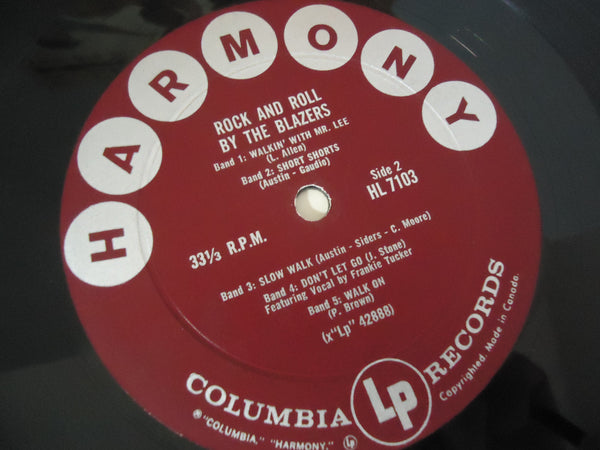 HARMONY
ROCK AND ROLL
BY THE BLAZERS
Band 1: WALKIN' WITH MR. LEE
(L. Allen)
Band 2: SHORT SHORTS
(Austin - Gaudio)
Side 2
HL 7103
33⅓ R.P.M.
Band 3: SLOW WALK (Austin - Siders - C. Moore)
Band 4: DON'T LET GO (J. Stone)
Featuring Vocal by Frankie Tucker
Band 5: WALK ON
(P. Brown)
(x"Lp" 42888)
COLUMBIA Lp RECORDS
® "COLUMBIA," "HARMONY," Lp
Copyrighted. Made in Canada.